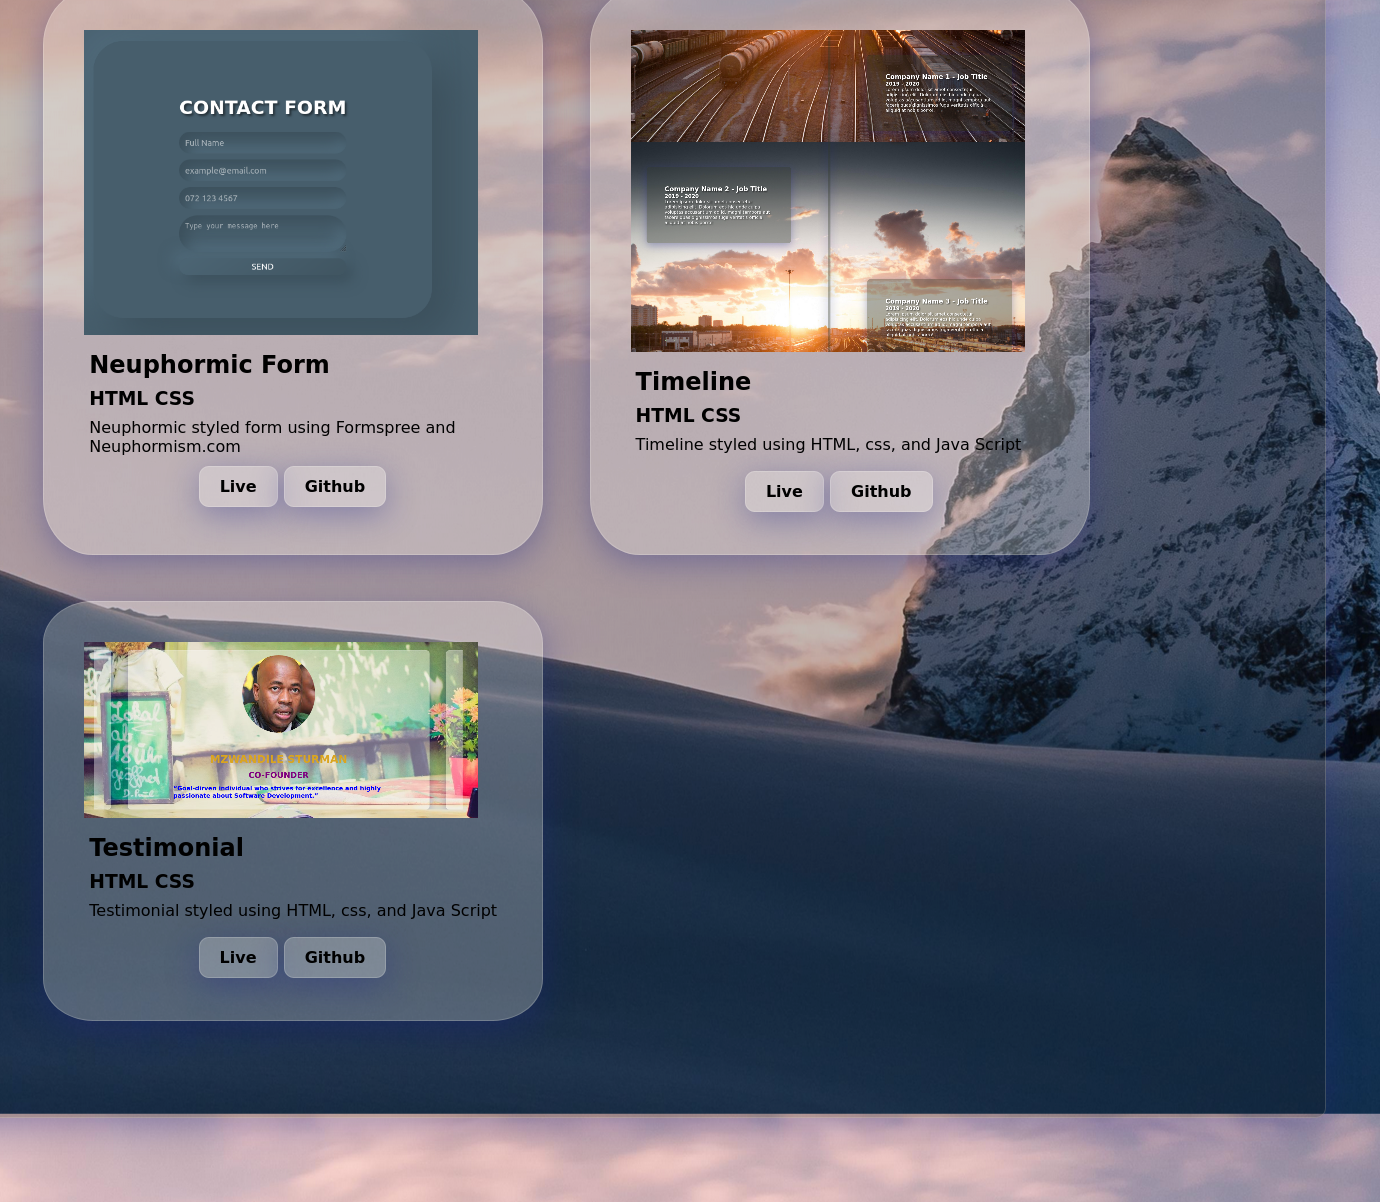 CONTACT FORM
Full Name
example@email.com
072 123 4567
Type your message here
SEND
Neuphormic Form
HTML CSS
Neuphormic styled form using Formspree and
Neuphormism.com
Live Github
Company Name 1 - Job Title
2019 - 2020
Company Name 2 - Job Title
2019 - 2020
Company Name 3 - Job Title
2019 - 2020
Timeline
HTML CSS
Timeline styled using HTML, css, and Java Script
Live Github
Lokal
ab
18 Uhr
geöffnet
MZWANDILE STURMAN
CO-FOUNDER
"Goal-dirven individual who strives for excellence and highly
passionate about Software Development."
Testimonial
HTML CSS
Testimonial styled using HTML, css, and Java Script
Live Github